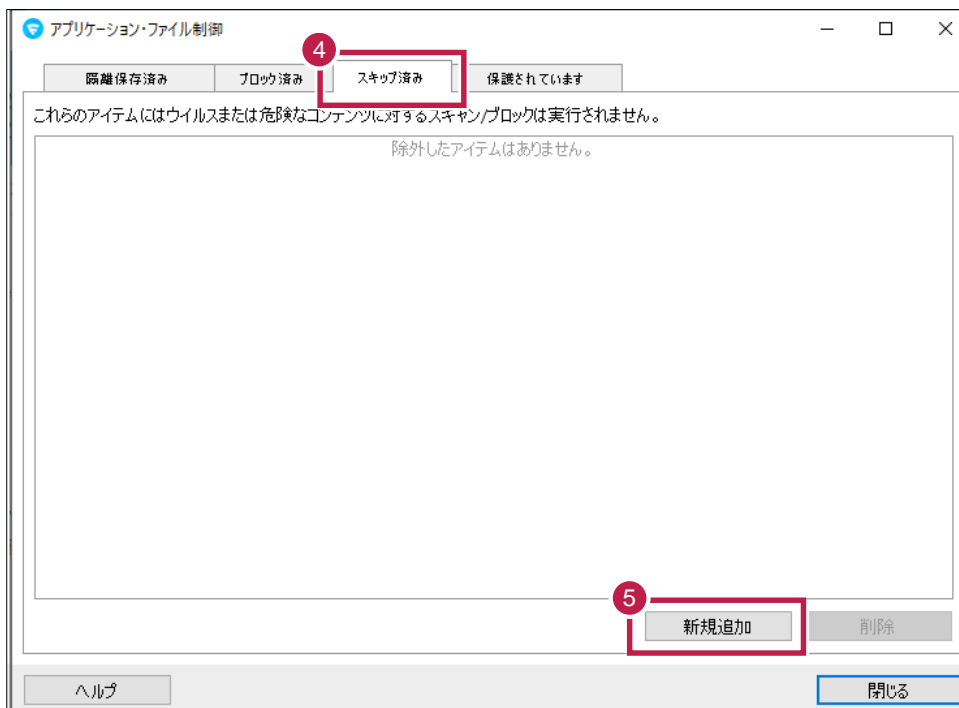 アプリケーション・ファイル制御
4
隔離保存済み ブロック済み スキップ済み 保護されています
これらのアイテムにはウイルスまたは危険なコンテンツに対するスキャン/ブロックは実行されません。
除外したアイテムはありません。
5
新規追加 削除
ヘルプ 閉じる